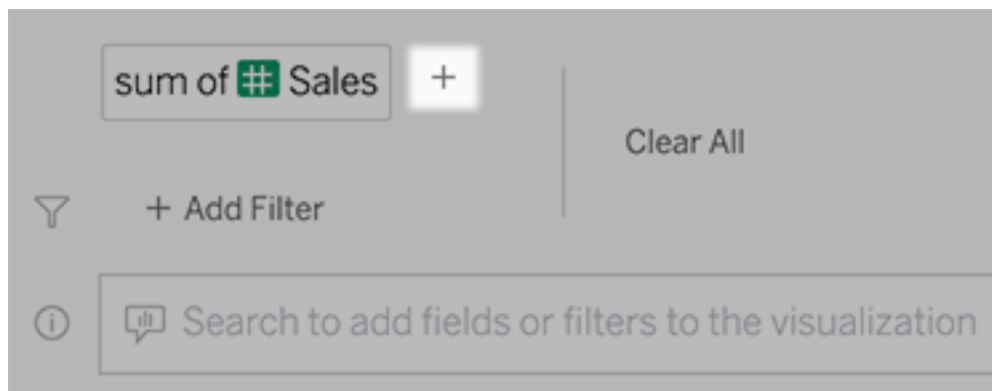 sum of # Sales +
Clear All
+ Add Filter
Search to add fields or filters to the visualization